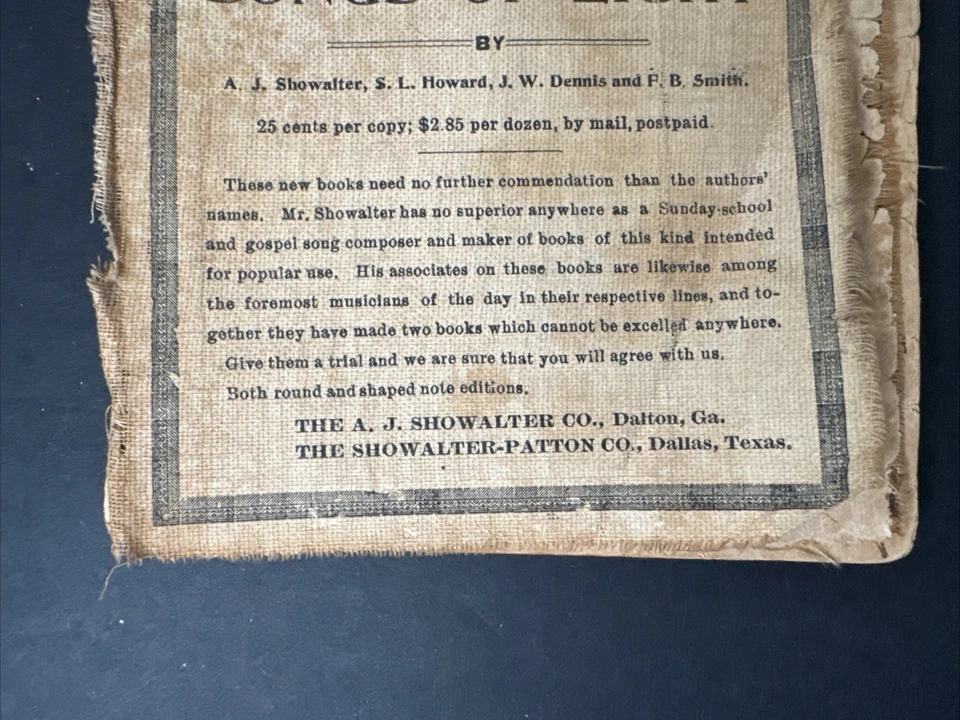 BY
A. J. Showalter, S. L. Howard, J. W. Dennis and P. B. Smith.
25 cents per copy; $2.85 per dozen, by mail, postpaid.
These new books need no further commendation than the authors'
names. Mr. Showalter has no superior anywhere as a Sunday-school
and gospel song composer and maker of books of this kind intended
for popular use. His associates on these books are likewise among
the foremost musicians of the day in their respective lines, and to-
gether they have made two books which cannot be excelled anywhere.
Give them a trial and we are sure that you will agree with us.
Both round and shaped note editions.
THE A. J. SHOWALTER CO., Dalton, Ga.
THE SHOWALTER-PATTON CO., Dallas, Texas.